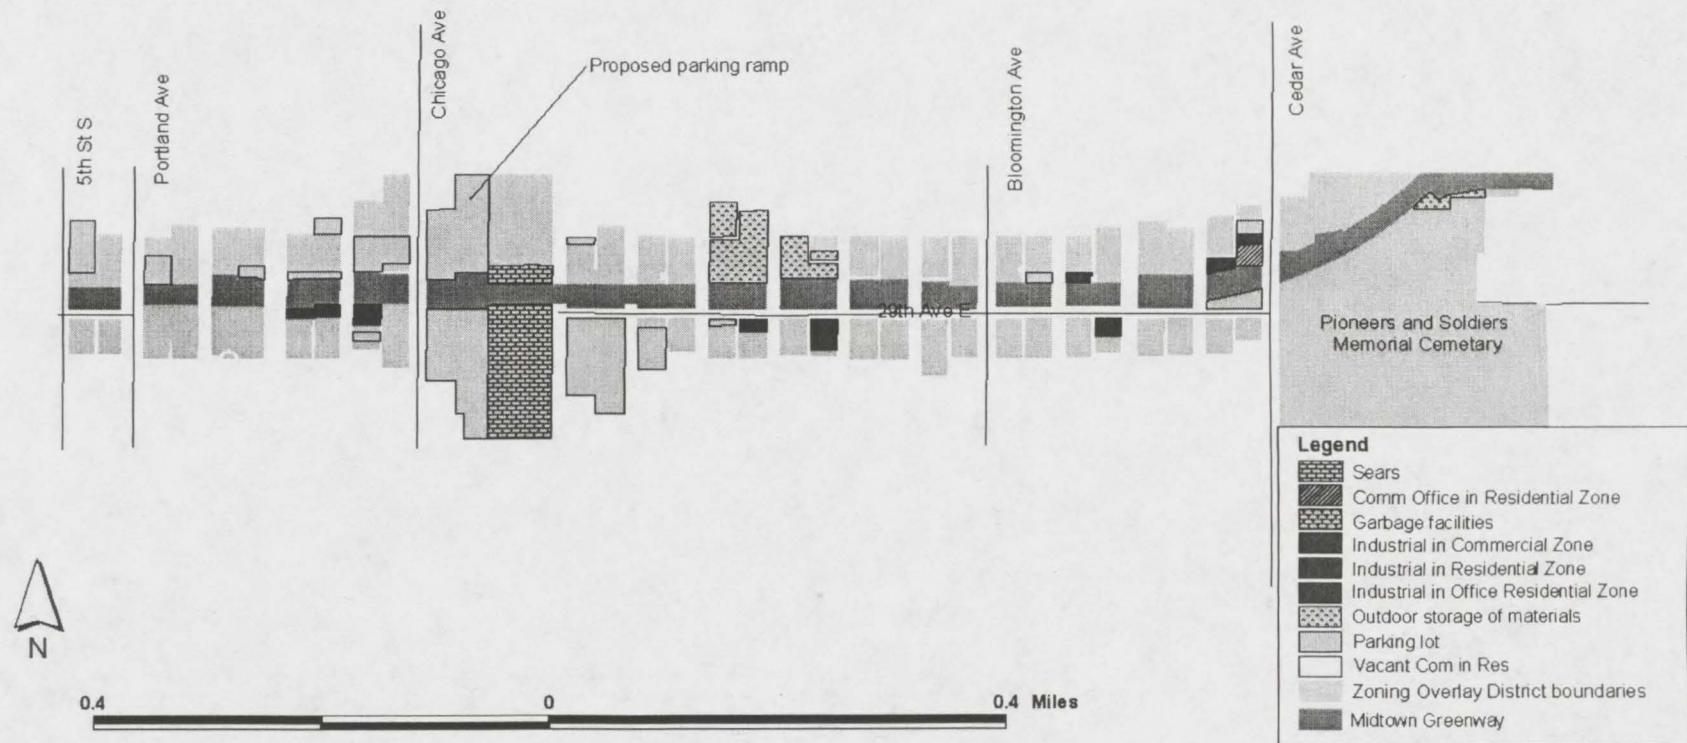 5th St S
Portland Ave
Chicago Ave
Proposed parking ramp
Bloomington Ave
Cedar Ave
29th Ave E
Pioneers and Soldiers
Memorial Cemetary
Legend
Sears
Comm Office in Residential Zone
Garbage facilities
Industrial in Commercial Zone
Industrial in Residential Zone
Industrial in Office Residential Zone
Outdoor storage of materials
Parking lot
Vacant Com in Res
Zoning Overlay District boundaries
Midtown Greenway
N
0.4 0 0.4 Miles